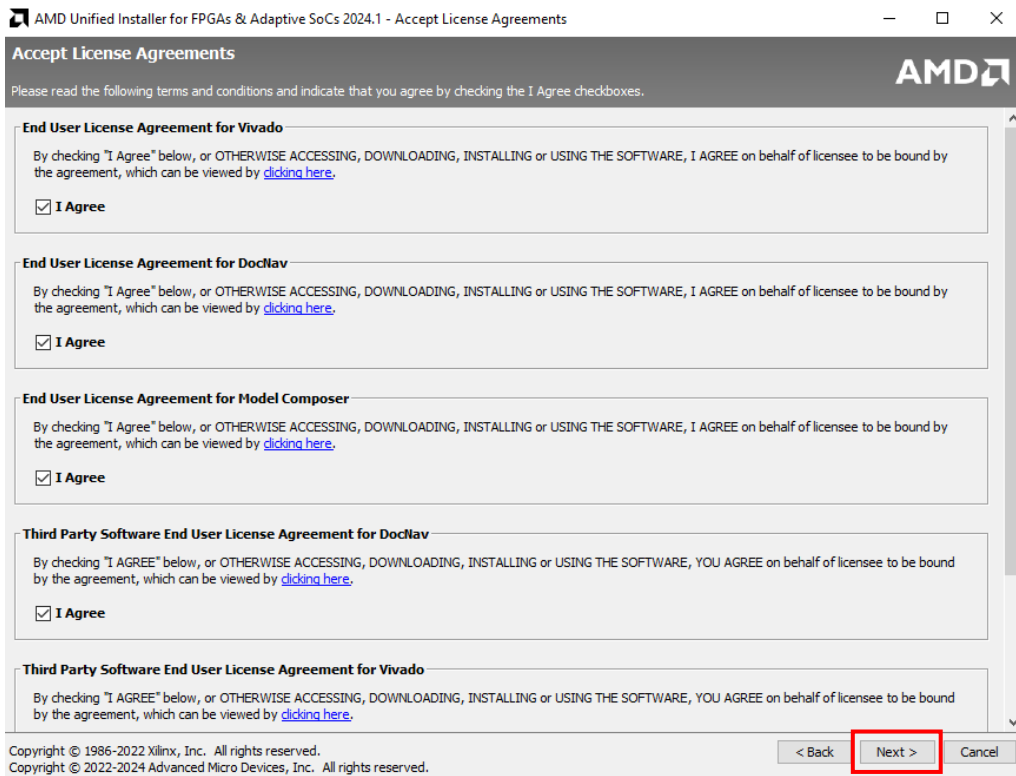 AMD Unified Installer for FPGAs & Adaptive SoCs 2024.1 - Accept License Agreements
Accept License Agreements
AMD
Please read the following terms and conditions and indicate that you agree by checking the I Agree checkboxes.
End User License Agreement for Vivado
By checking "I Agree" below, or OTHERWISE ACCESSING, DOWNLOADING, INSTALLING or USING THE SOFTWARE, I AGREE on behalf of licensee to be bound by
the agreement, which can be viewed by clicking here.
I Agree
End User License Agreement for DocNav
By checking "I Agree" below, or OTHERWISE ACCESSING, DOWNLOADING, INSTALLING or USING THE SOFTWARE, I AGREE on behalf of licensee to be bound by
the agreement, which can be viewed by clicking here.
I Agree
End User License Agreement for Model Composer
By checking "I Agree" below, or OTHERWISE ACCESSING, DOWNLOADING, INSTALLING or USING THE SOFTWARE, I AGREE on behalf of licensee to be bound by
the agreement, which can be viewed by clicking here.
I Agree
Third Party Software End User License Agreement for DocNav
By checking "I AGREE" below, or OTHERWISE ACCESSING, DOWNLOADING, INSTALLING or USING THE SOFTWARE, YOU AGREE on behalf of licensee to be bound
by the agreement, which can be viewed by clicking here.
I Agree
Third Party Software End User License Agreement for Vivado
By checking "I AGREE" below, or OTHERWISE ACCESSING, DOWNLOADING, INSTALLING or USING THE SOFTWARE, YOU AGREE on behalf of licensee to be bound
by the agreement, which can be viewed by clicking here.
Copyright © 1986-2022 Xilinx, Inc. All rights reserved.
Copyright © 2022-2024 Advanced Micro Devices, Inc. All rights reserved.
< Back Next > Cancel